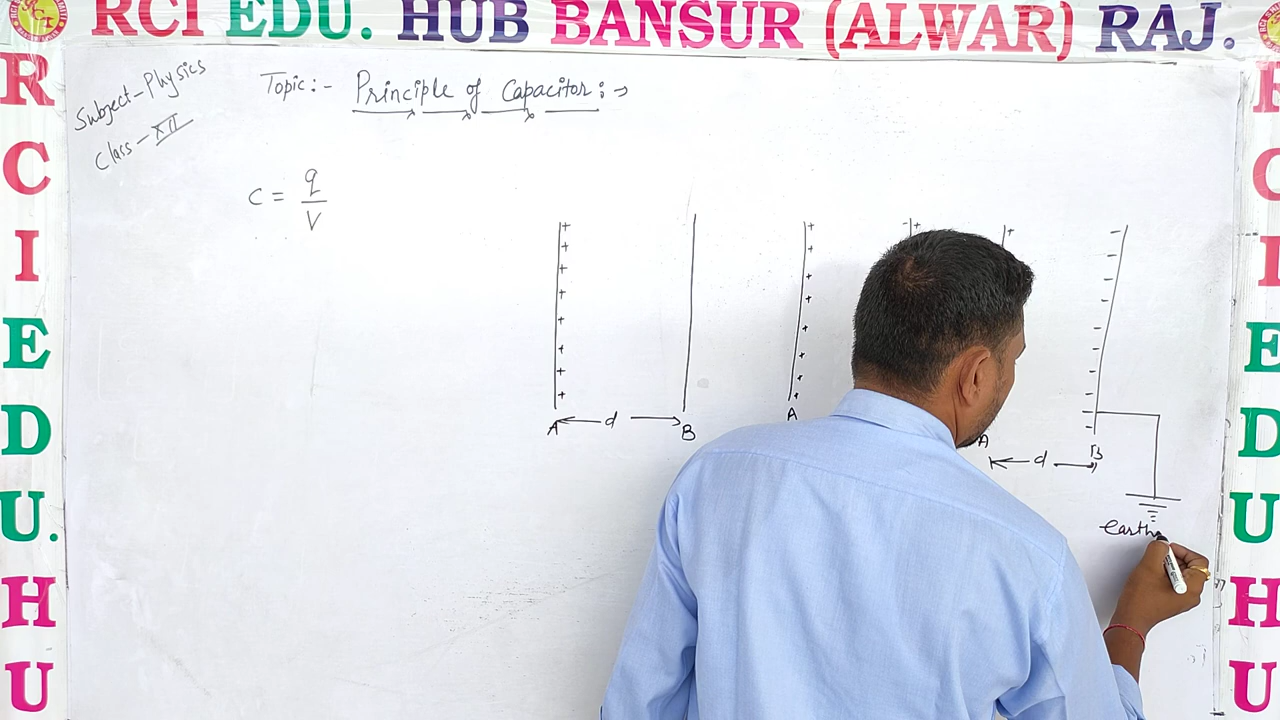 RCI EDU. HUB BANSUR (ALWAR) RAJ.
R
C
I
E
D
U.
H
U
Subject-Physics
Class-XII
Topic:- Principle of Capacitor:→
C = q/V
+ + + + + + + +
A ← d → B
+ + + + + + + +
A
- +
+
A
- - - - - - - - -
← d → B
earth
C
I
E
D
U
H
U